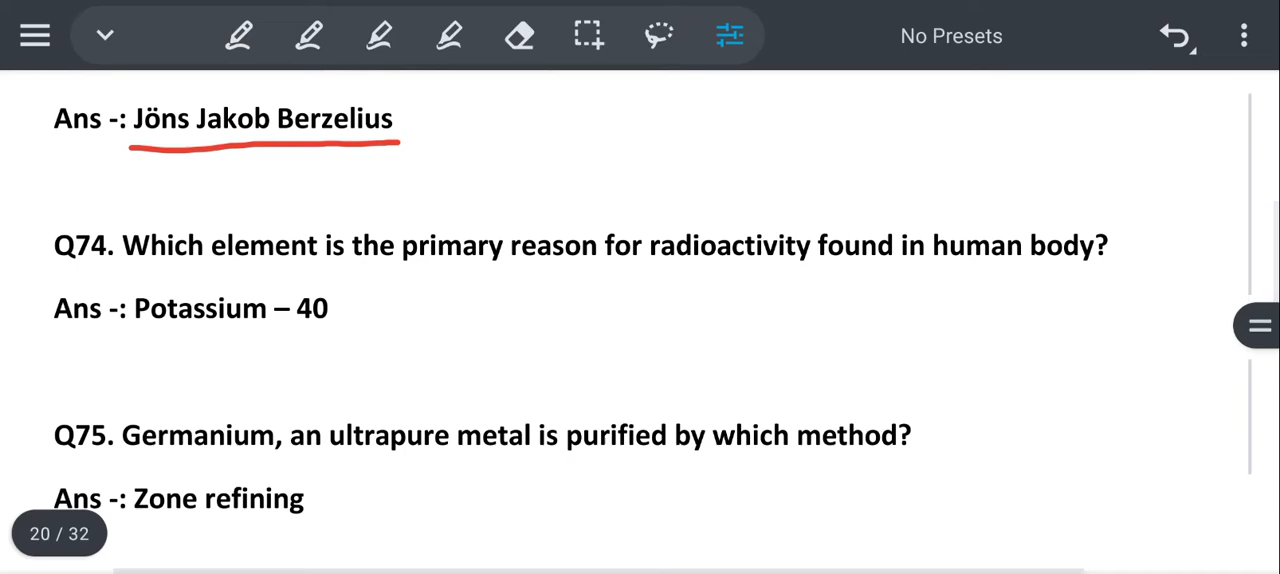 No Presets
Ans -: Jöns Jakob Berzelius
Q74. Which element is the primary reason for radioactivity found in human body?
Ans -: Potassium – 40
Q75. Germanium, an ultrapure metal is purified by which method?
Ans -: Zone refining
20 / 32